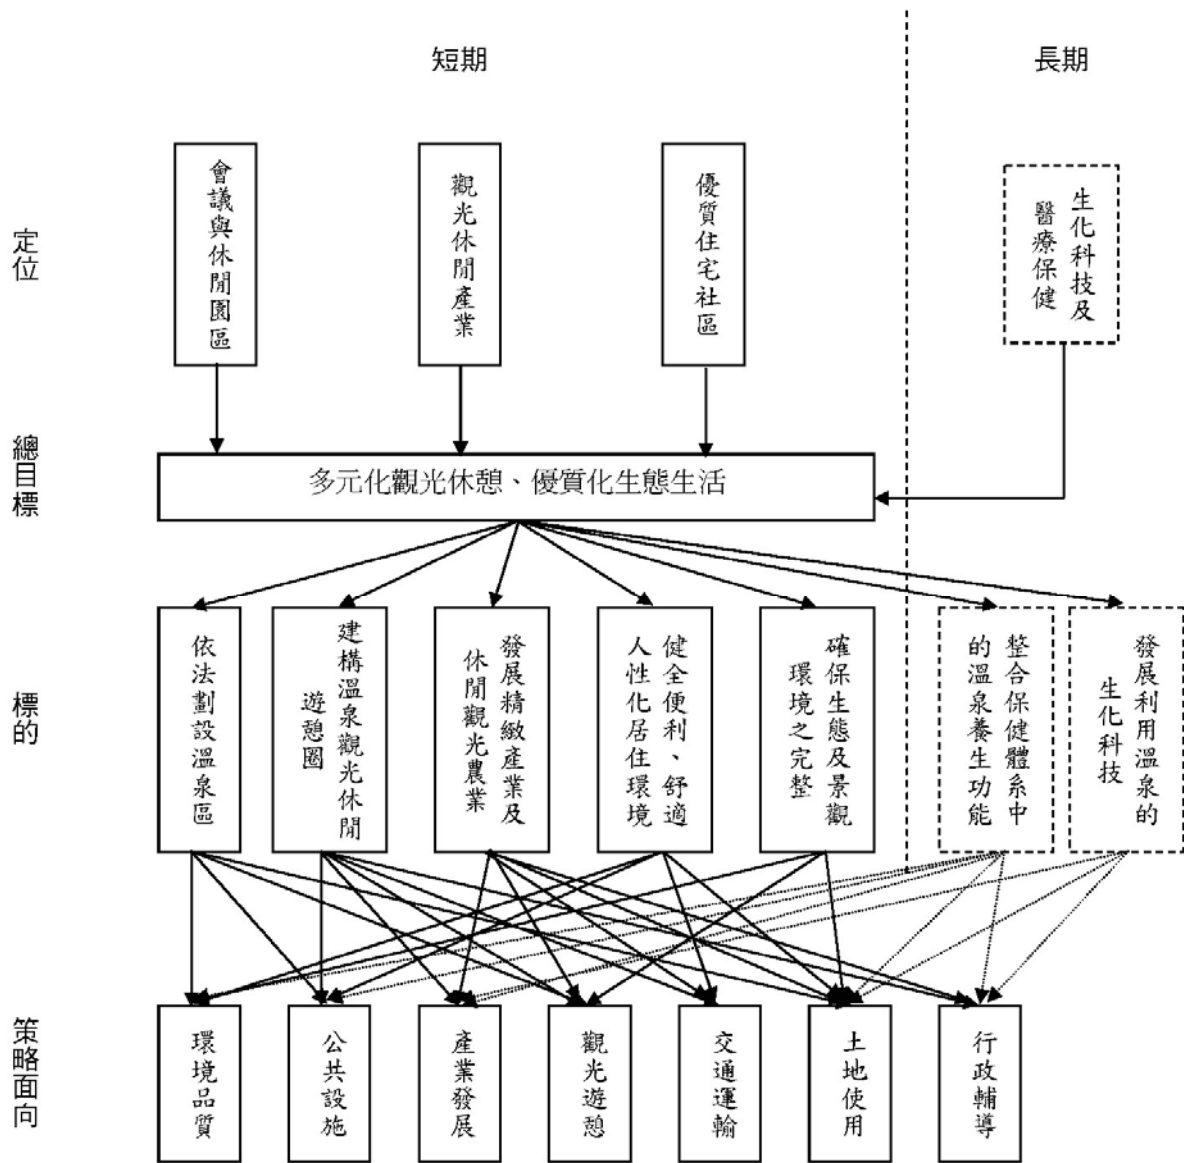 短期
長期
定位
會議與休閒園區
觀光休閒產業
優質住宅社區
生化科技及
醫療保健
總目標
多元化觀光休憩、優質化生態生活
標的
依法劃設溫泉區
建構溫泉觀光休閒
遊憩圈
發展精緻產業及
休閒觀光農業
健全便利、舒適
人性化居住環境
確保生態及景觀
環境之完整
整合保健體系中
的溫泉養生功能
發展利用溫泉的
生化科技
策略面向
環境品質
公共設施
產業發展
觀光遊憩
交通運輸
土地使用
行政輔導